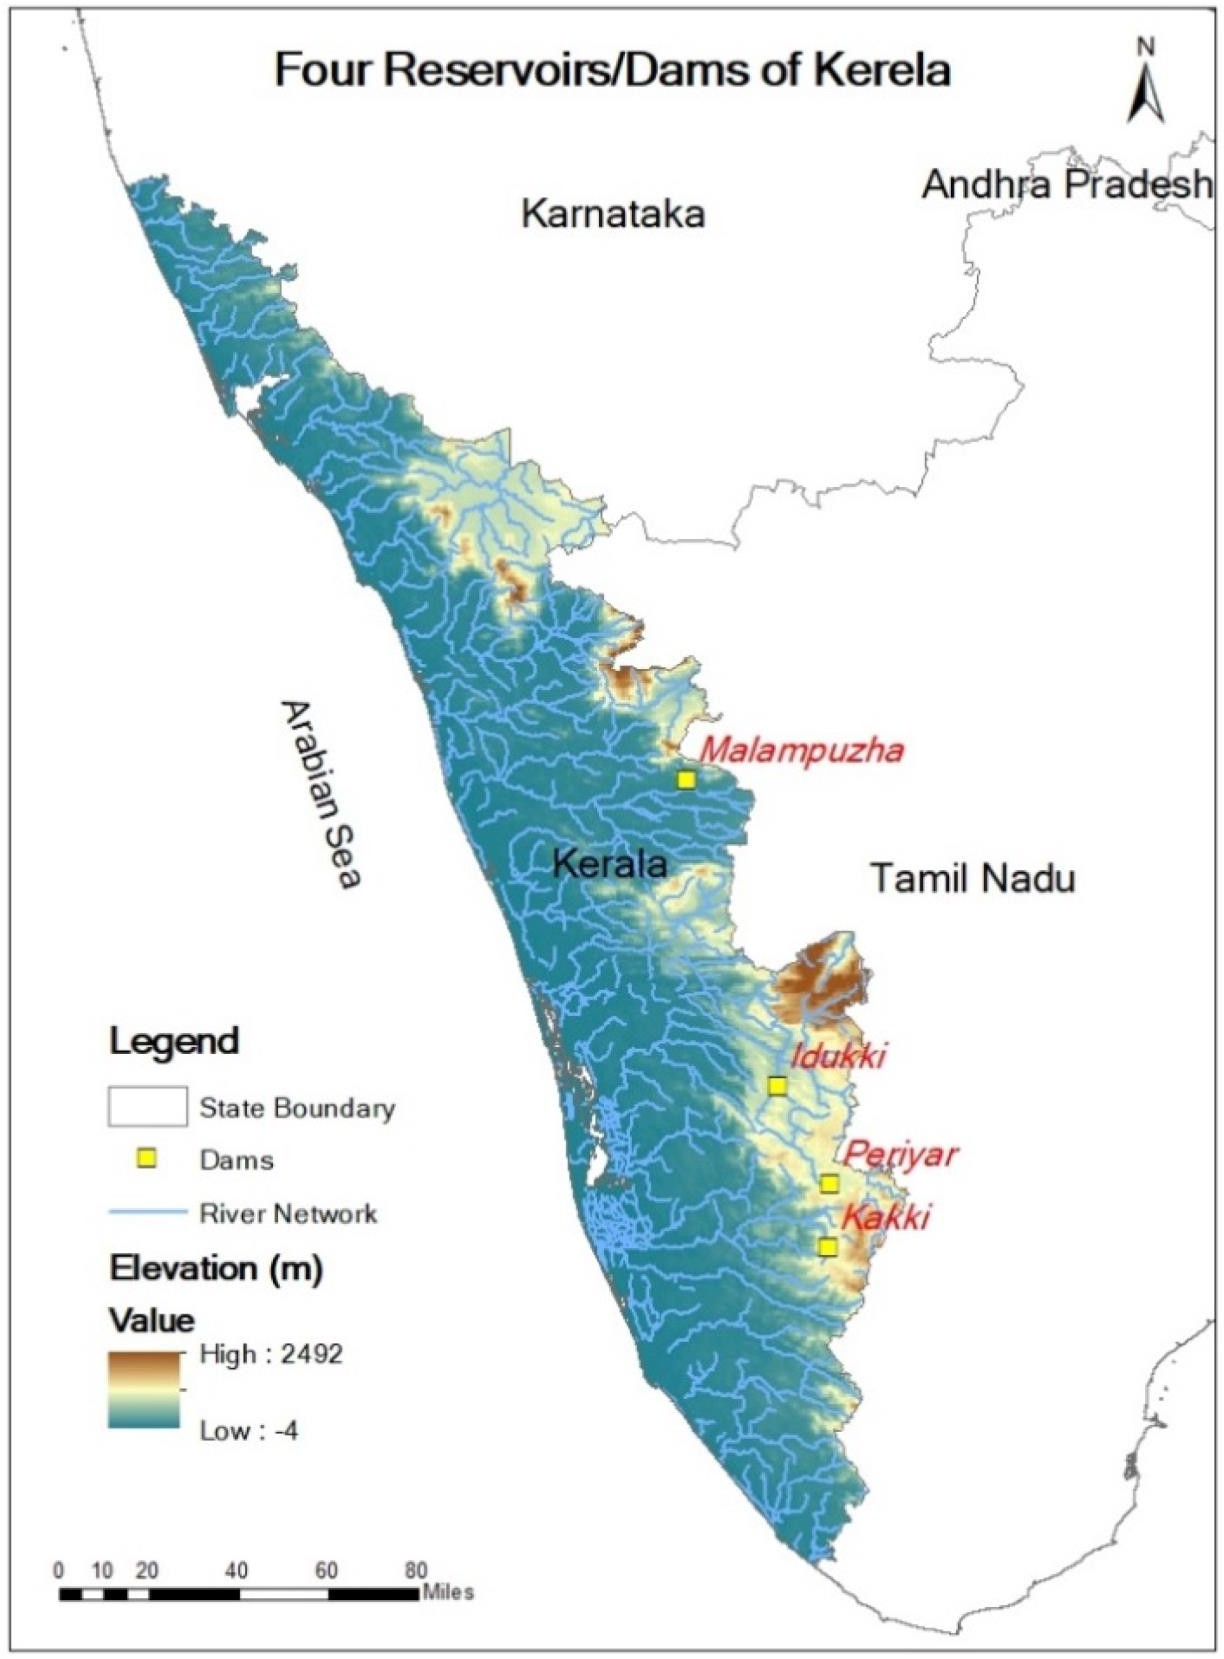 Four Reservoirs/Dams of Kerela
N
Andhra Pradesh
Karnataka
Malampuzha
Arabian Sea
Kerala
Tamil Nadu
Idukki
Periyar
Kakki
Legend
State Boundary
Dams
River Network
Elevation (m)
Value
High : 2492
Low : -4
0 10 20 40 60 80
Miles